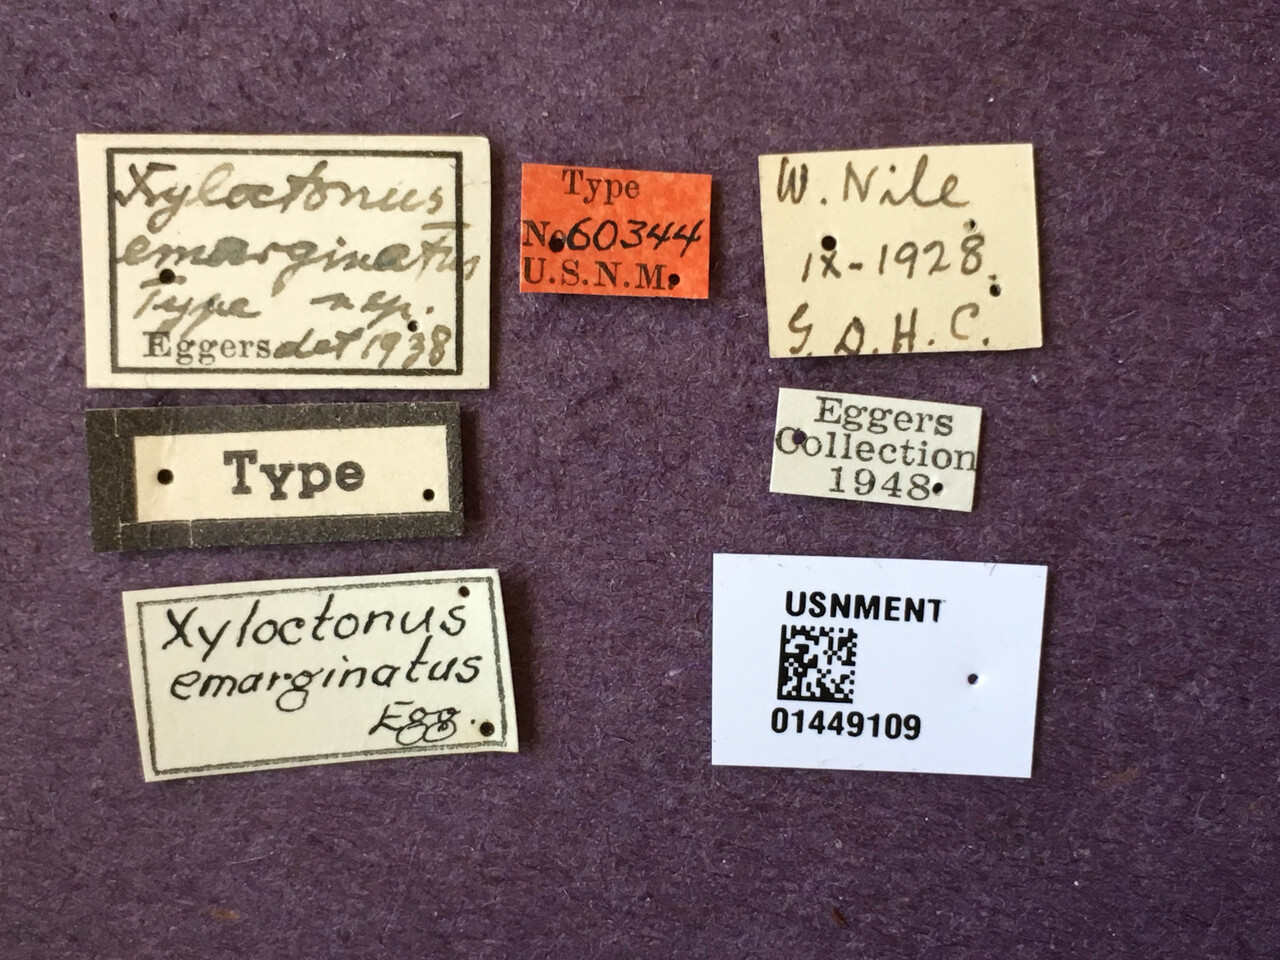 Xyloctonus
emarginatus
Type n sp.
Eggers det 1938
Type
No 60344
U.S.N.M.
W. Nile
IX-1928.
G.D.H.C.
Type
Eggers
Collection
1948
Xyloctonus
emarginatus
Egg.
USNMENT
01449109